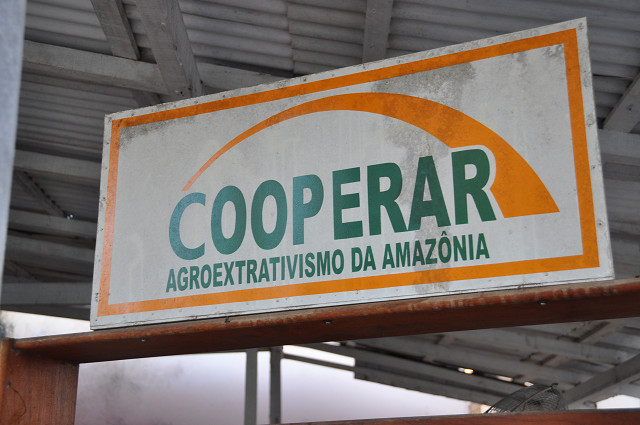 COOPERAR
AGROEXTRATIVISMO DA AMAZÔNIA